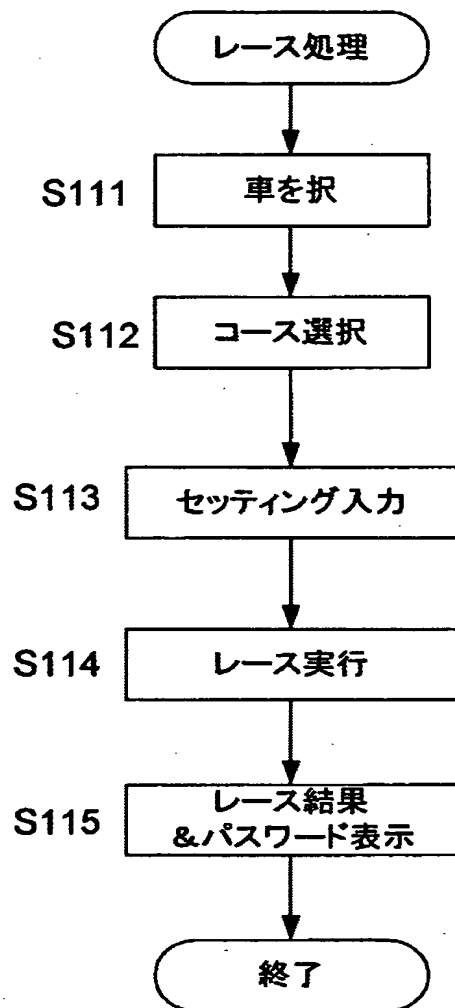 レース処理
S111
車を択
S112
コース選択
S113
セッティング入力
S114
レース実行
S115
レース結果
&パスワード表示
終了